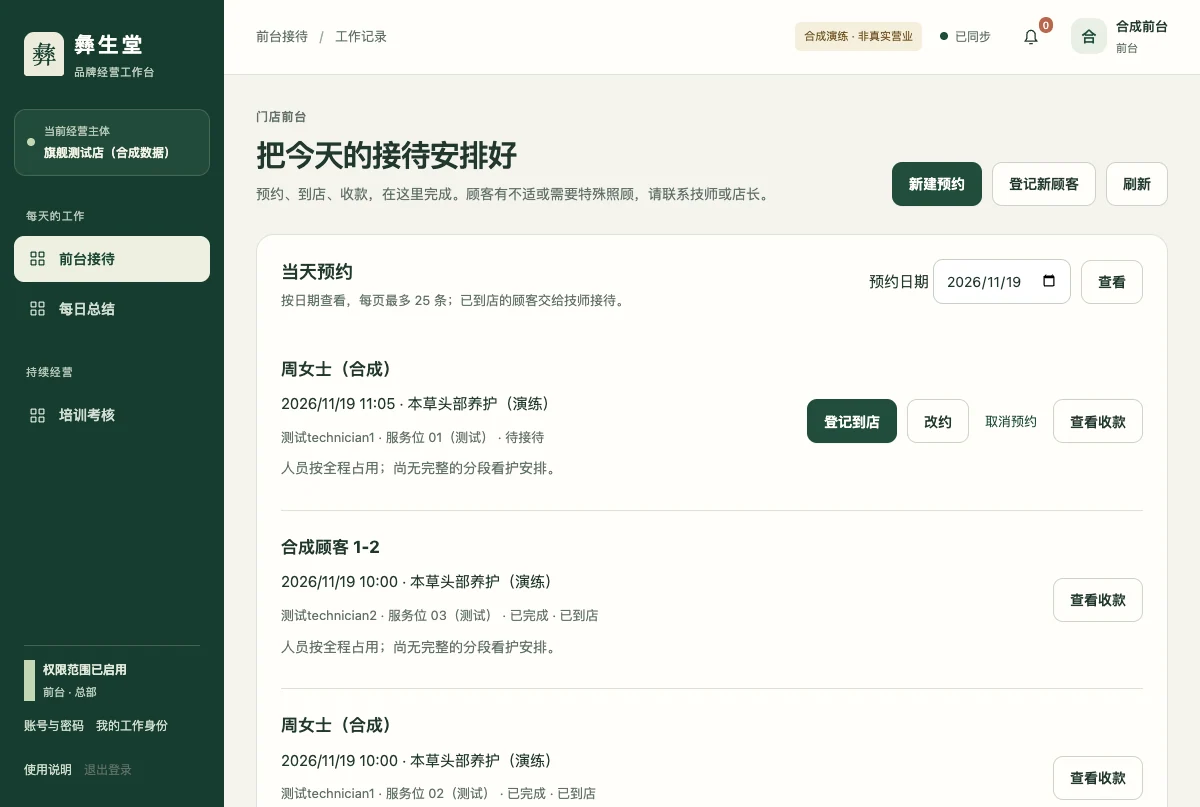 彝
彝生堂
品牌经营工作台
当前经营主体
旗舰测试店（合成数据）
每天的工作
前台接待
每日总结
持续经营
培训考核
权限范围已启用
前台 · 总部
账号与密码 我的工作身份
使用说明 退出登录
前台接待 / 工作记录
合成演练 · 非真实营业
已同步
0
合
合成前台
前台
门店前台
把今天的接待安排好
预约、到店、收款，在这里完成。顾客有不适或需要特殊照顾，请联系技师或店长。
新建预约 登记新顾客 刷新
当天预约
按日期查看，每页最多 25 条；已到店的顾客交给技师接待。
预约日期 2026/11/19 查看
周女士（合成）
2026/11/19 11:05 · 本草头部养护（演练）
测试technician1 · 服务位 01（测试） · 待接待
人员按全程占用；尚无完整的分段看护安排。
登记到店 改约 取消预约 查看收款
合成顾客 1-2
2026/11/19 10:00 · 本草头部养护（演练）
测试technician2 · 服务位 03（测试） · 已完成 · 已到店
人员按全程占用；尚无完整的分段看护安排。
查看收款
周女士（合成）
2026/11/19 10:00 · 本草头部养护（演练）
测试technician1 · 服务位 02（测试） · 已完成 · 已到店
查看收款